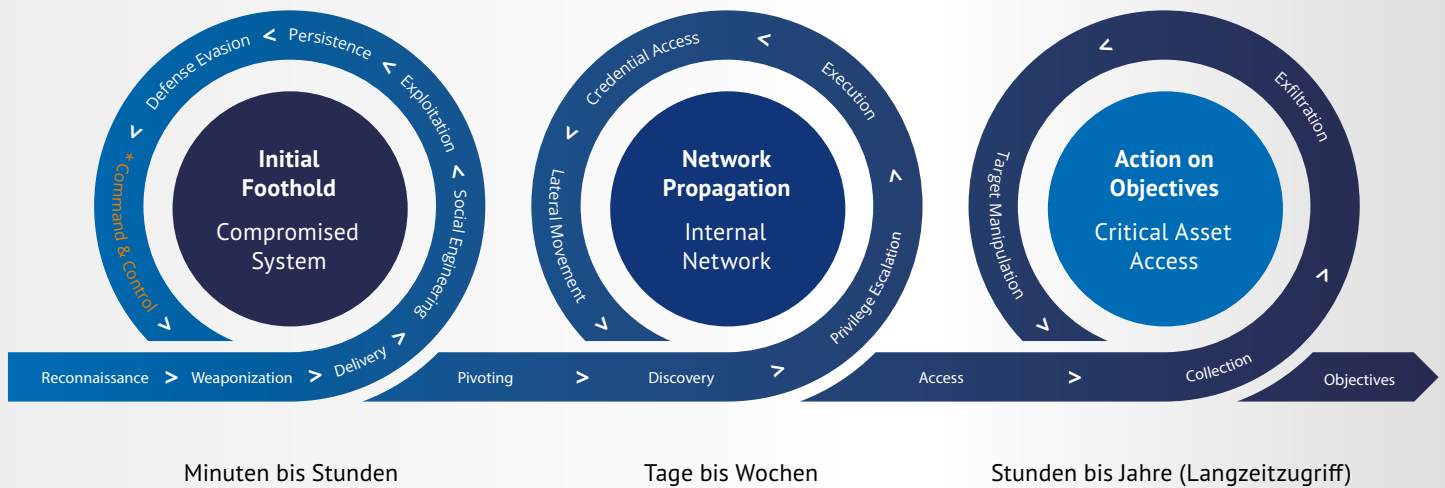 Reconnaissance > Weaponization > Delivery >
Social Engineering
<
Exploitation
<
Persistence
<
Defense Evasion
<
* Command & Control
>
Initial
Foothold
Compromised
System
Pivoting > Discovery >
Privilege Escalation
>
Execution
<
Credential Access
<
Lateral Movement
>
Network
Propagation
Internal
Network
Access > Collection
>
Exfiltration
<
Target Manipulation
>
Action on
Objectives
Critical Asset
Access
Objectives
Minuten bis Stunden
Tage bis Wochen
Stunden bis Jahre (Langzeitzugriff)